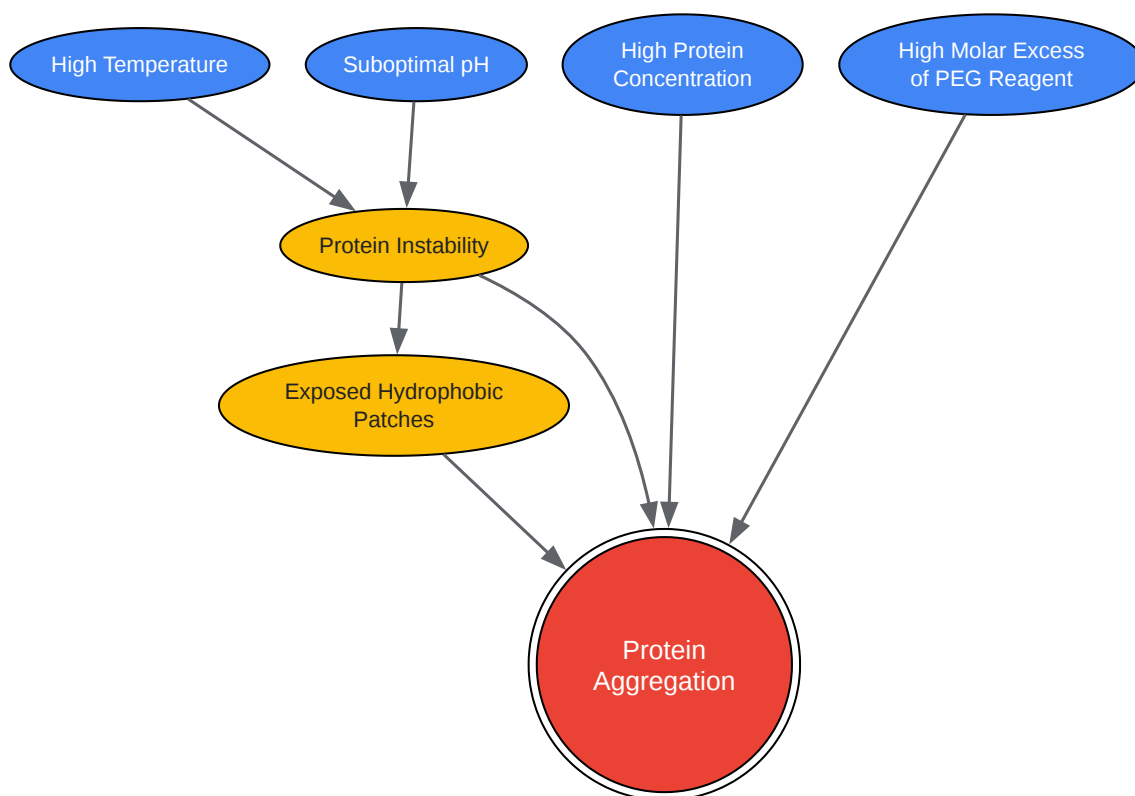 High Temperature
Suboptimal pH
High Protein
Concentration
High Molar Excess
of PEG Reagent
Protein Instability
Exposed Hydrophobic
Patches
Protein
Aggregation